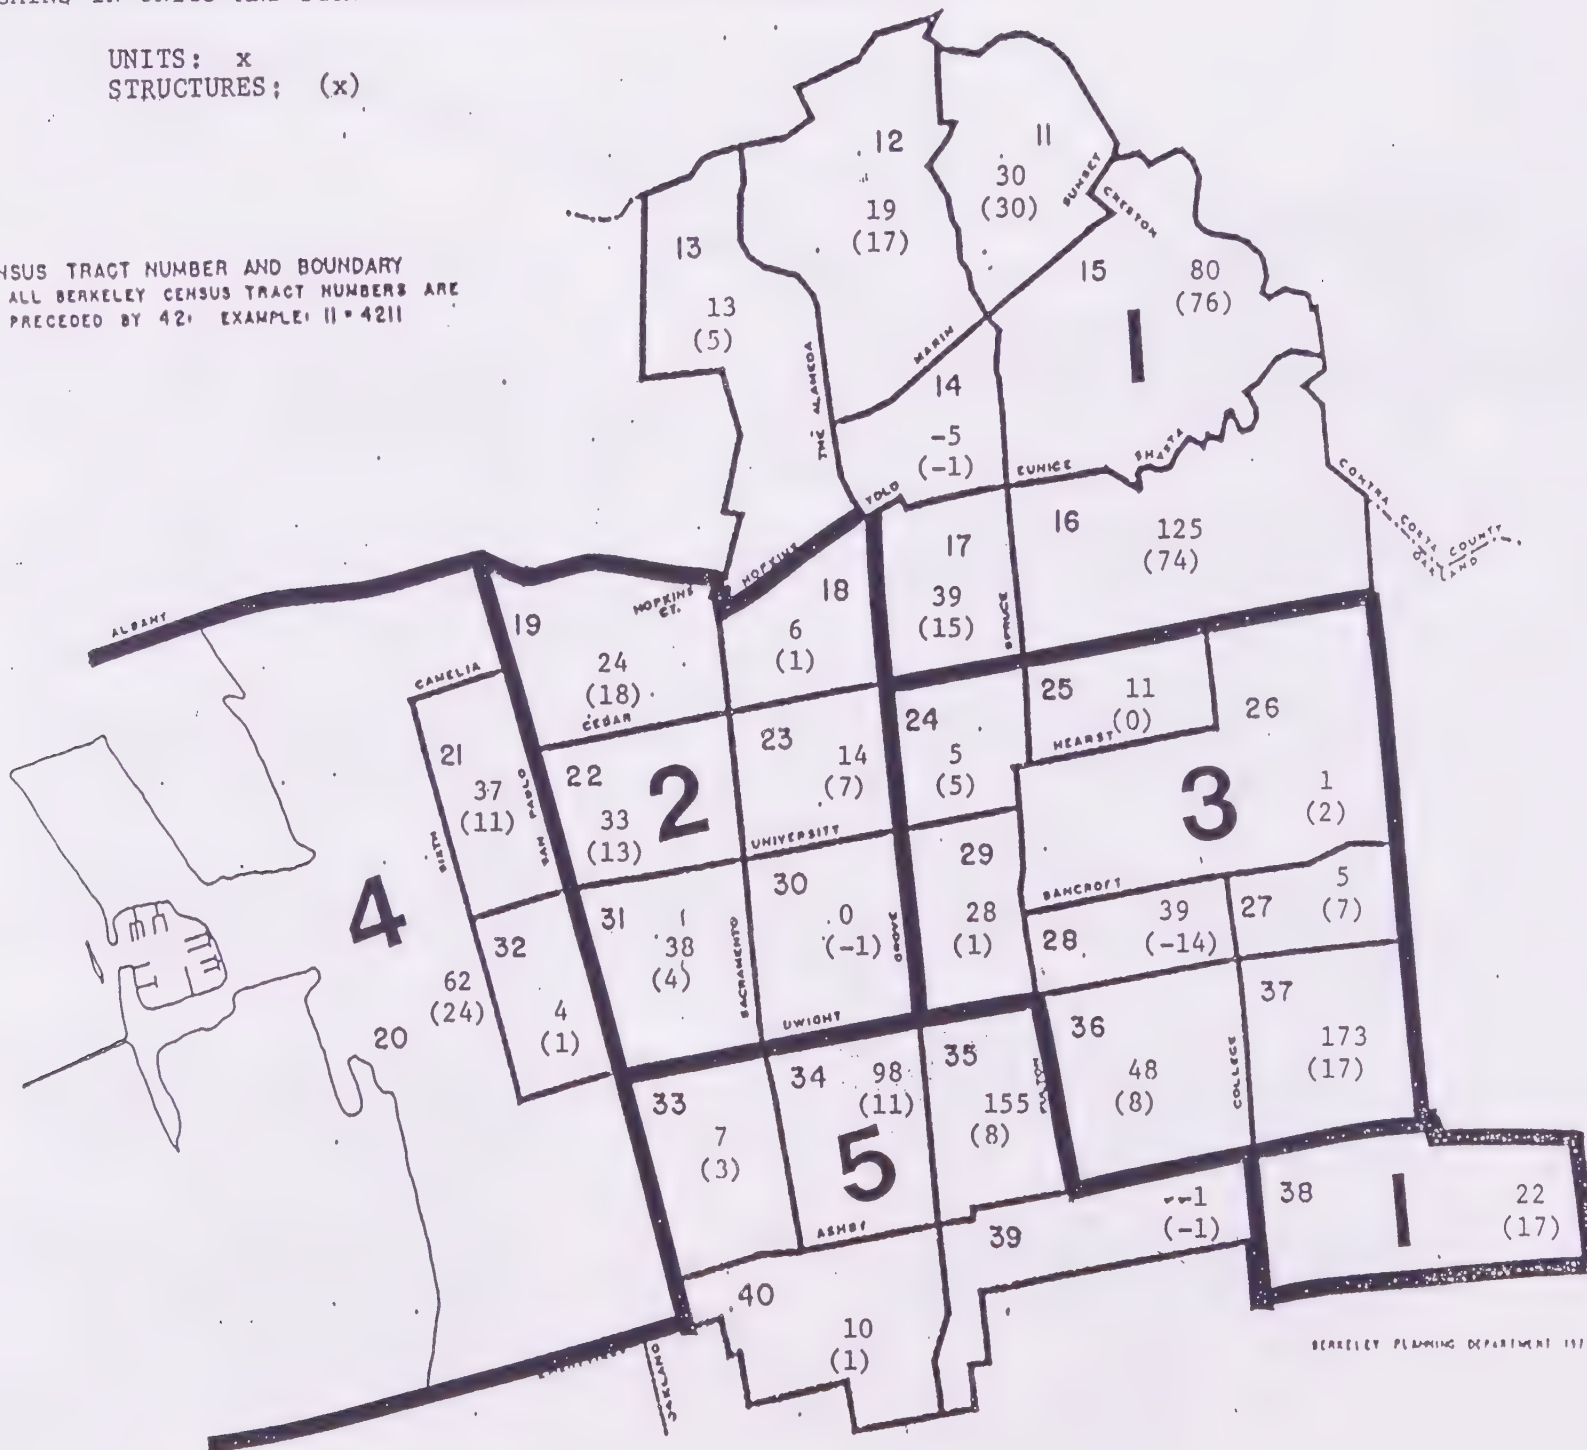 UNITS: x
STRUCTURES; (x)
TRACT NUMBER AND BOUNDARY
ALL BERKELEY CENSUS TRACT NUMBERS ARE
PRECEDED BY 42. EXAMPLE: 11 = 4211
12
19
(17)
11
30
(30)
SUNSET
CRESTON
13
13
(5)
15
80
(76)
1
THE ALAMEDA
MARIN
14
-5
(-1)
YOLO
EUNICE
SHASTA
CONTRA COSTA COUNTY
OAKLAND
16
125
(74)
17
39
(15)
SPRUCE
HOPKINS
18
6
(1)
HOPKINS
CT.
19
24
(18)
CEDAR
ALBANY
CAMELIA
21
37
(11)
SIXTH
SAN PABLO
22
33
(13)
2
23
14
(7)
UNIVERSITY
24
5
(5)
25
11
(0)
HEARST
26
1
(2)
3
4
20
62
(24)
32
4
(1)
31
38
(4)
SACRAMENTO
30
0
(-1)
GROVE
29
28
(1)
BANCROFT
28
39
(-14)
27
5
(7)
DWIGHT
33
7
(3)
34
98
(11)
5
35
155
(8)
36
48
(8)
COLLEGE
37
173
(17)
ASHBY
39
-1
(-1)
38
1
22
(17)
40
10
(1)
OAKLAND
BERKELEY PLANNING DEPARTMENT 197